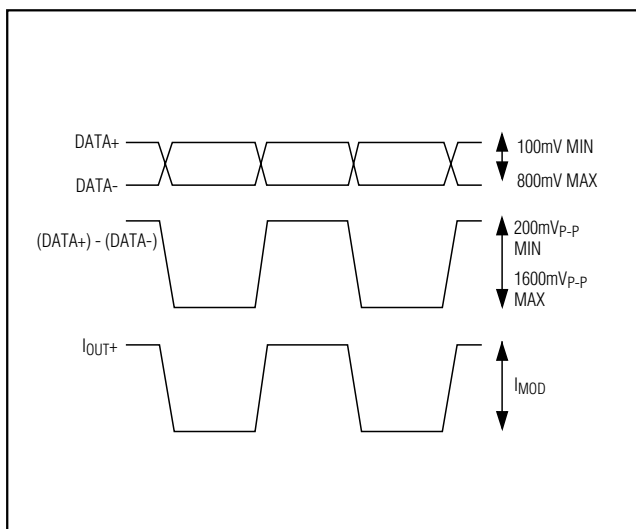 DATA+
100mV MIN
DATA-
800mV MAX
(DATA+) - (DATA-)
200mVP-P
MIN
1600mVP-P
MAX
IOUT+
IMOD